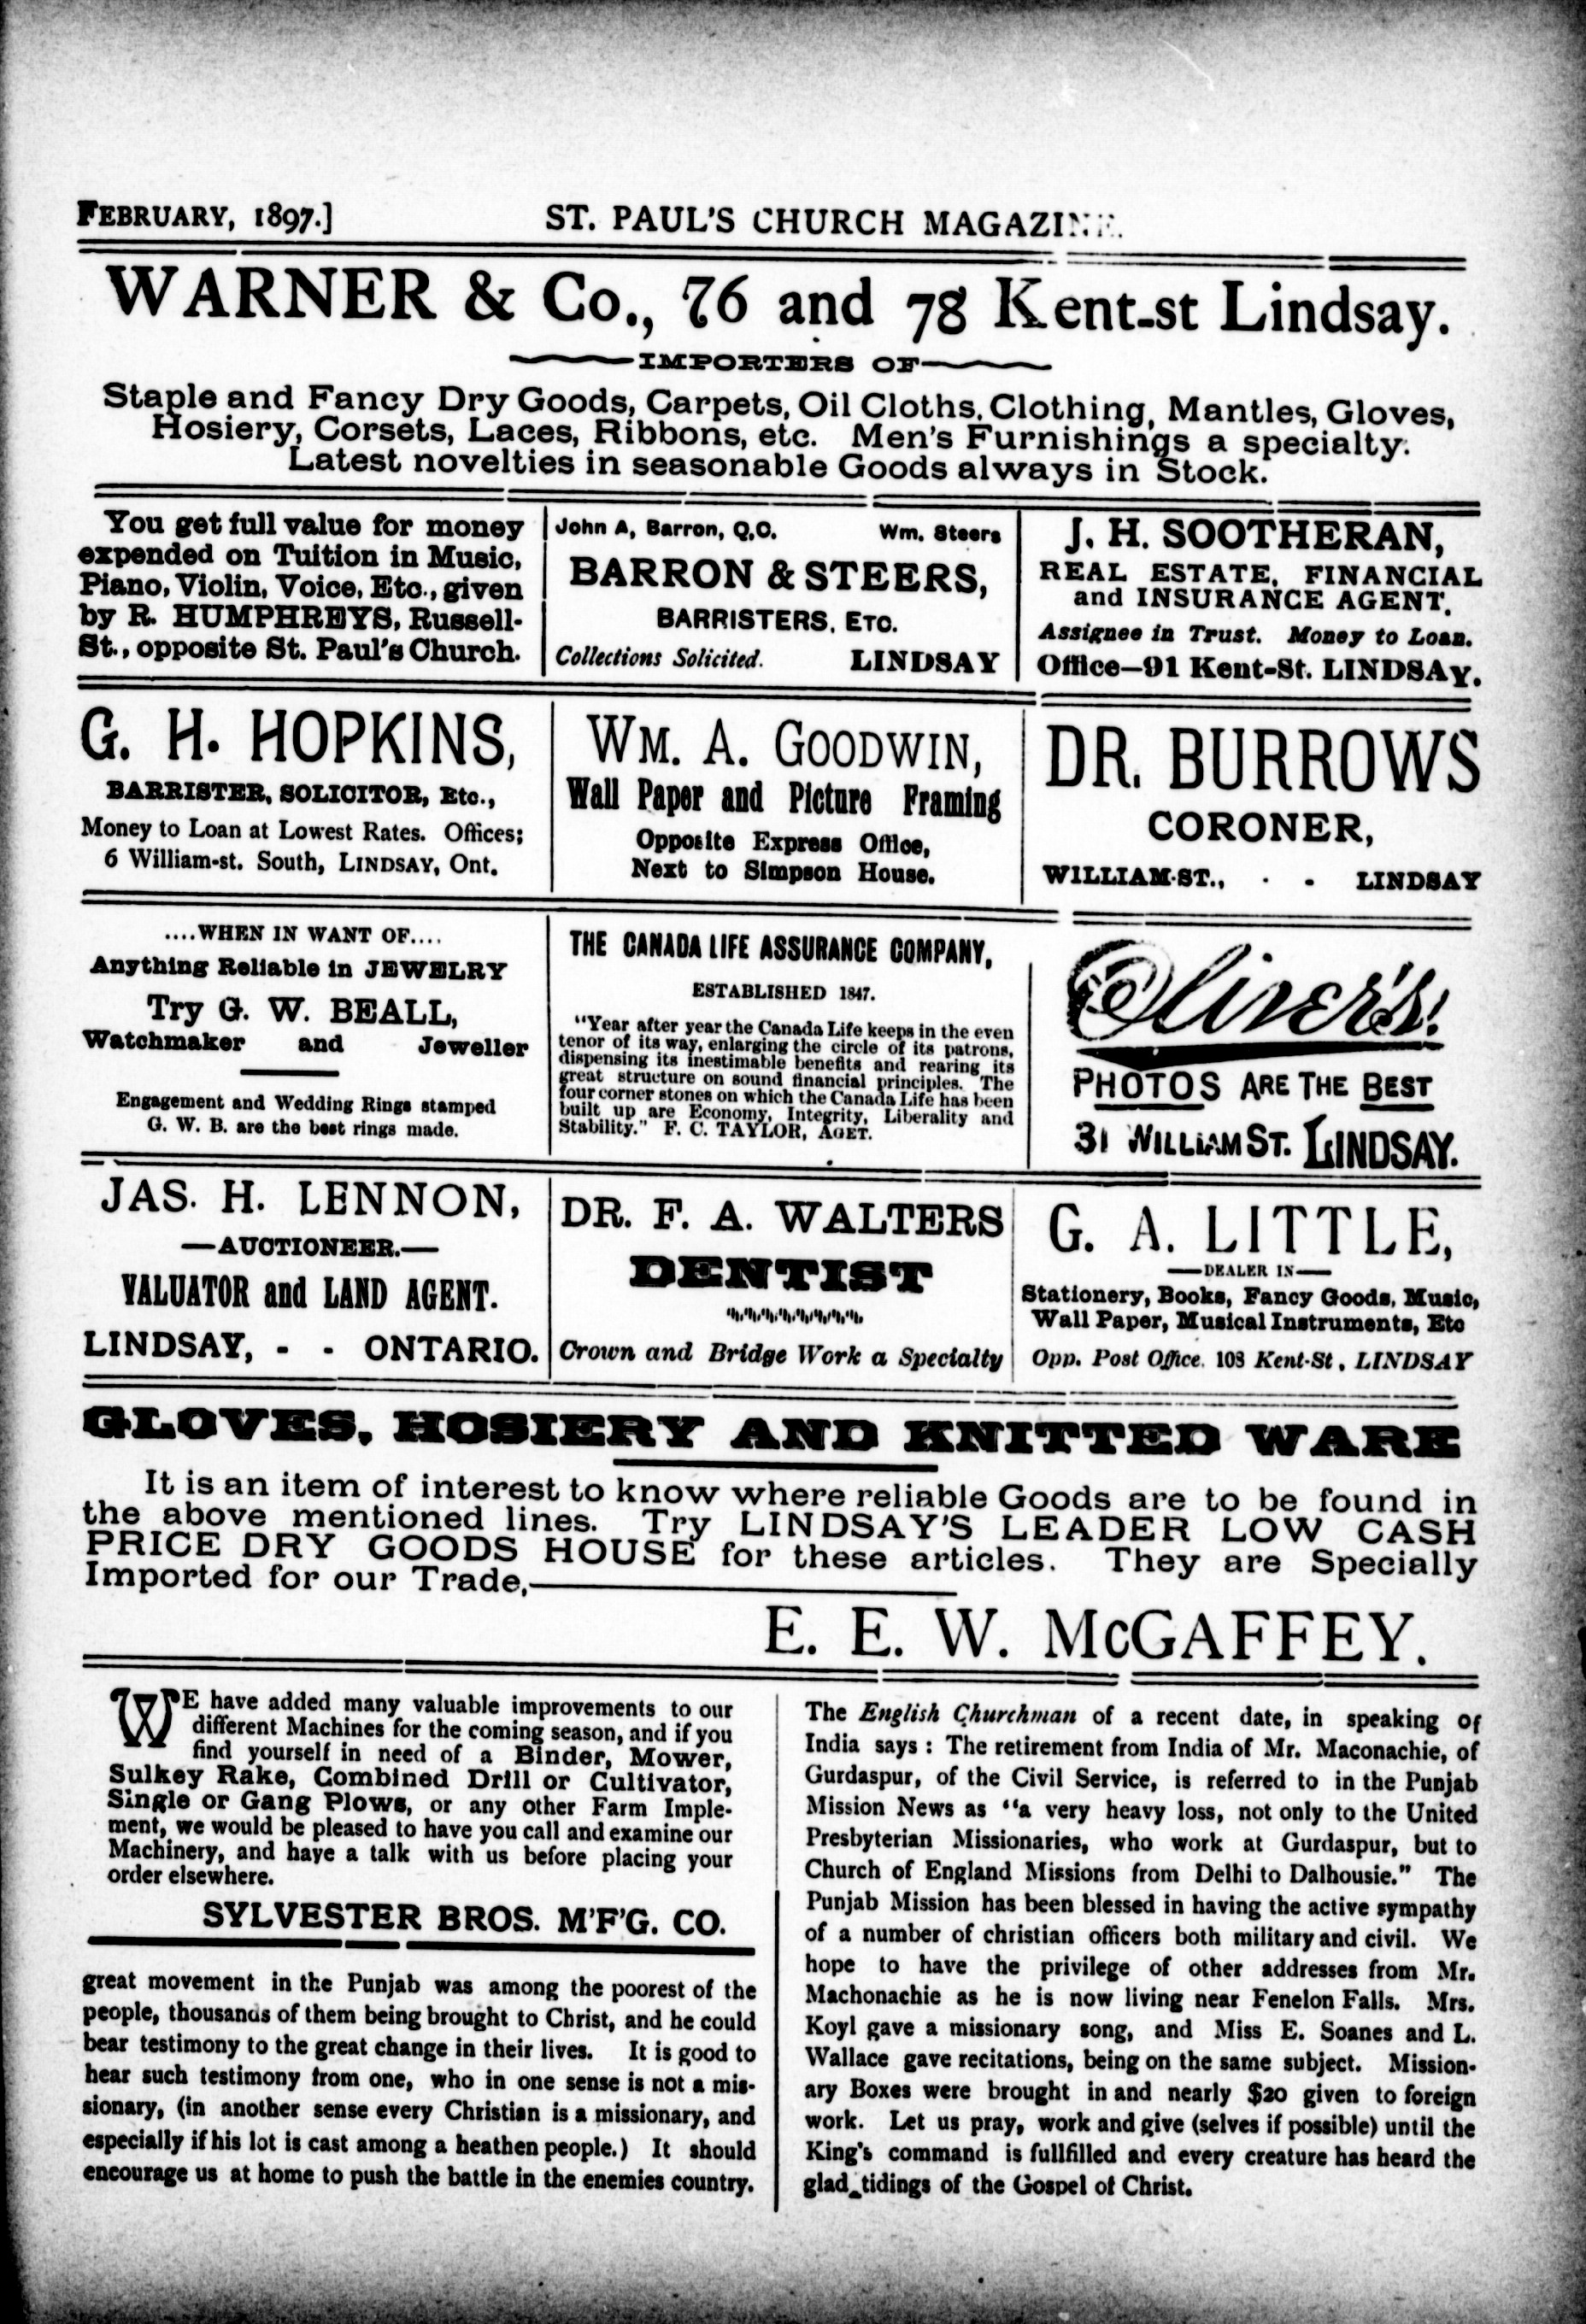 FEBRUARY, 1897.]
ST. PAUL'S CHURCH MAGAZINE.
WARNER & Co., 76 and 78 Kent-st Lindsay.
IMPORTERS OF
Staple and Fancy Dry Goods, Carpets, Oil Cloths. Clothing, Mantles, Gloves,
Hosiery, Corsets, Laces, Ribbons, etc. Men's Furnishings a specialty.
Latest novelties in seasonable Goods always in Stock.
You get full value for money
expended on Tuition in Music,
Piano, Violin, Voice, Etc., given
by R. HUMPHREYS, Russell-
St., opposite St. Paul's Church.
John A, Barron, Q.C. Wm. Steers
BARRON & STEERS,
BARRISTERS, ETC.
Collections Solicited. LINDSAY
J. H. SOOTHERAN,
REAL ESTATE, FINANCIAL
and INSURANCE AGENT.
Assignee in Trust. Money to Loan.
Office—91 Kent-St. LINDSAY.
G. H. HOPKINS,
BARRISTER, SOLICITOR, Etc.,
Money to Loan at Lowest Rates. Offices;
6 William-st. South, LINDSAY, Ont.
WM. A. GOODWIN,
Wall Paper and Picture Framing
Opposite Express Office,
Next to Simpson House.
DR. BURROWS
CORONER,
WILLIAM-ST., - - LINDSAY
....WHEN IN WANT OF....
Anything Reliable in JEWELRY
Try G. W. BEALL,
Watchmaker and Jeweller
Engagement and Wedding Rings stamped
G. W. B. are the best rings made.
THE CANADA LIFE ASSURANCE COMPANY,
ESTABLISHED 1847.
"Year after year the Canada Life keeps in the even
tenor of its way, enlarging the circle of its patrons,
dispensing its inestimable benefits and rearing its
great structure on sound financial principles. The
four corner stones on which the Canada Life has been
built up are Economy, Integrity, Liberality and
Stability." F. C. TAYLOR, AGET.
Oliver's!
PHOTOS ARE THE BEST
31 WILLIAM ST. LINDSAY.
JAS. H. LENNON,
—AUCTIONEER.—
VALUATOR and LAND AGENT.
LINDSAY, - - ONTARIO.
DR. F. A. WALTERS
DENTIST
Crown and Bridge Work a Specialty
G. A. LITTLE,
—DEALER IN—
Stationery, Books, Fancy Goods, Music,
Wall Paper, Musical Instruments, Etc
Opp. Post Office. 103 Kent-St, LINDSAY
GLOVES, HOSIERY AND KNITTED WARE
It is an item of interest to know where reliable Goods are to be found in
the above mentioned lines. Try LINDSAY'S LEADER LOW CASH
PRICE DRY GOODS HOUSE for these articles. They are Specially
Imported for our Trade,
E. E. W. McGAFFEY.
WE have added many valuable improvements to our
different Machines for the coming season, and if you
find yourself in need of a Binder, Mower,
Sulkey Rake, Combined Drill or Cultivator,
Single or Gang Plows, or any other Farm Imple-
ment, we would be pleased to have you call and examine our
Machinery, and haye a talk with us before placing your
order elsewhere.
SYLVESTER BROS. M'F'G. CO.
great movement in the Punjab was among the poorest of the
people, thousands of them being brought to Christ, and he could
bear testimony to the great change in their lives. It is good to
hear such testimony from one, who in one sense is not a mis-
sionary, (in another sense every Christian is a missionary, and
especially if his lot is cast among a heathen people.) It should
encourage us at home to push the battle in the enemies country.
The English Churchman of a recent date, in speaking of
India says : The retirement from India of Mr. Maconachie, of
Gurdaspur, of the Civil Service, is referred to in the Punjab
Mission News as "a very heavy loss, not only to the United
Presbyterian Missionaries, who work at Gurdaspur, but to
Church of England Missions from Delhi to Dalhousie." The
Punjab Mission has been blessed in having the active sympathy
of a number of christian officers both military and civil. We
hope to have the privilege of other addresses from Mr.
Machonachie as he is now living near Fenelon Falls. Mrs.
Koyl gave a missionary song, and Miss E. Soanes and L.
Wallace gave recitations, being on the same subject. Mission-
ary Boxes were brought in and nearly $20 given to foreign
work. Let us pray, work and give (selves if possible) until the
King's command is fullfilled and every creature has heard the
glad tidings of the Gospel of Christ.